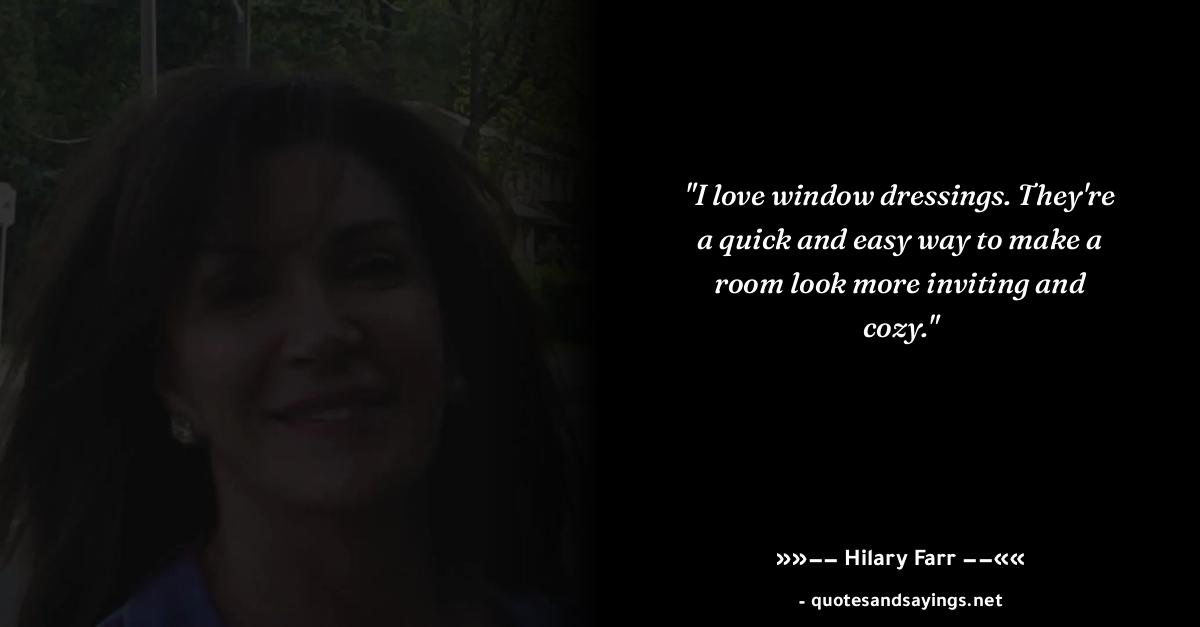 "I love window dressings. They're
a quick and easy way to make a
room look more inviting and
cozy."
»»–– Hilary Farr ––««
- quotesandsayings.net